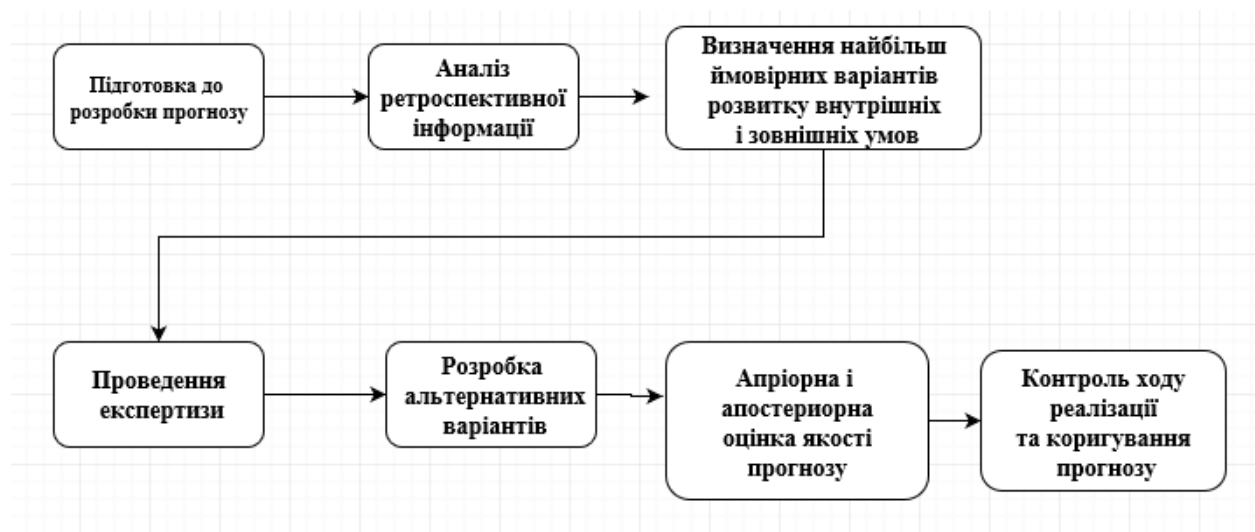 Підготовка до
розробки прогнозу
Аналіз
ретроспективної
інформації
Визначення найбільш
ймовірних варіантів
розвитку внутрішніх
і зовнішніх умов
Проведення
експертизи
Розробка
альтернативних
варіантів
Апріорна і
апостериорна
оцінка якості
прогнозу
Контроль ходу
реалізації
та коригування
прогнозу